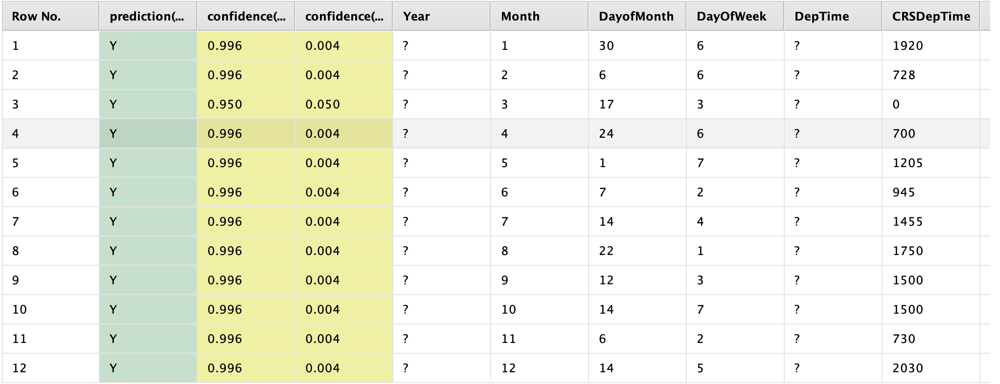 Row No. prediction(... confidence(... confidence(... Year Month DayofMonth DayOfWeek DepTime CRSDepTime
1 Y 0.996 0.004 ? 1 30 6 ? 1920
2 Y 0.996 0.004 ? 2 6 6 ? 728
3 Y 0.950 0.050 ? 3 17 3 ? 0
4 Y 0.996 0.004 ? 4 24 6 ? 700
5 Y 0.996 0.004 ? 5 1 7 ? 1205
6 Y 0.996 0.004 ? 6 7 2 ? 945
7 Y 0.996 0.004 ? 7 14 4 ? 1455
8 Y 0.996 0.004 ? 8 22 1 ? 1750
9 Y 0.996 0.004 ? 9 12 3 ? 1500
10 Y 0.996 0.004 ? 10 14 7 ? 1500
11 Y 0.996 0.004 ? 11 6 2 ? 730
12 Y 0.996 0.004 ? 12 14 5 ? 2030